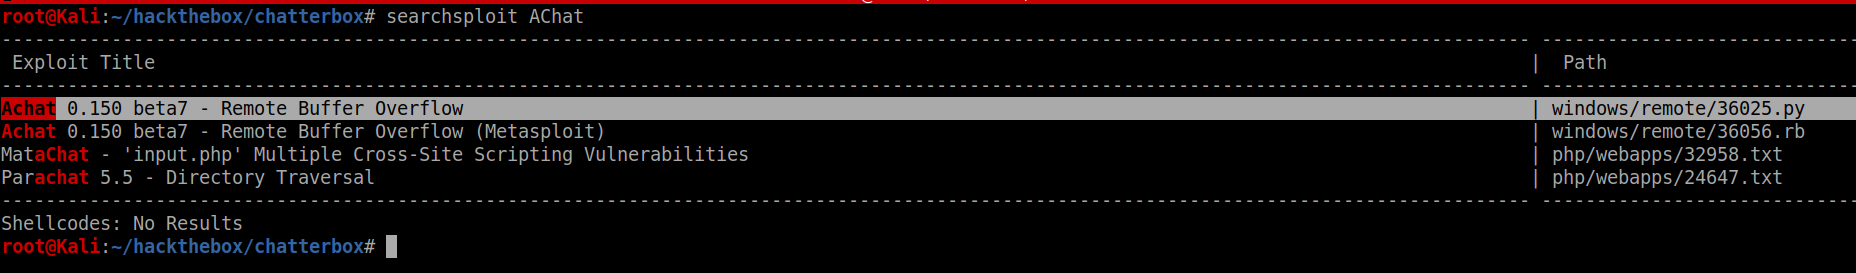 root@Kali:~/hackthebox/chatterbox# searchsploit AChat
---------------------------------------------------------------------------------------------------------------------------------------- ----------------------------
Exploit Title | Path
---------------------------------------------------------------------------------------------------------------------------------------- ----------------------------
Achat 0.150 beta7 - Remote Buffer Overflow | windows/remote/36025.py
Achat 0.150 beta7 - Remote Buffer Overflow (Metasploit) | windows/remote/36056.rb
MataChat - 'input.php' Multiple Cross-Site Scripting Vulnerabilities | php/webapps/32958.txt
Parachat 5.5 - Directory Traversal | php/webapps/24647.txt
---------------------------------------------------------------------------------------------------------------------------------------- ----------------------------
Shellcodes: No Results
root@Kali:~/hackthebox/chatterbox#